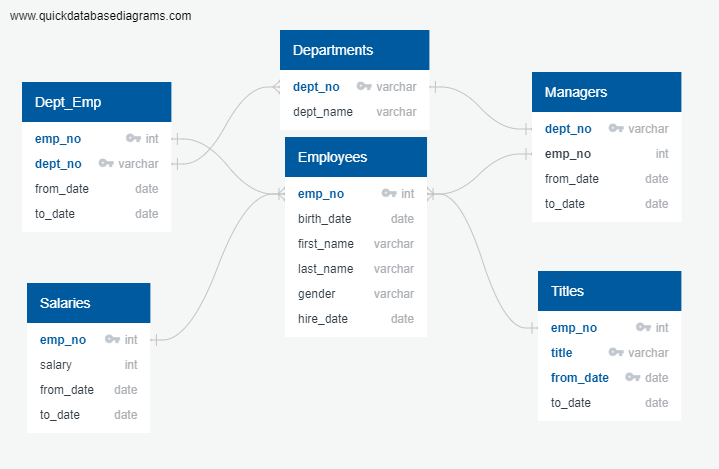 www.quickdatabasediagrams.com
Departments
dept_no varchar
dept_name varchar
Dept_Emp
emp_no int
dept_no varchar
from_date date
to_date date
Managers
dept_no varchar
emp_no int
from_date date
to_date date
Employees
emp_no int
birth_date date
first_name varchar
last_name varchar
gender varchar
hire_date date
Salaries
emp_no int
salary int
from_date date
to_date date
Titles
emp_no int
title varchar
from_date date
to_date date